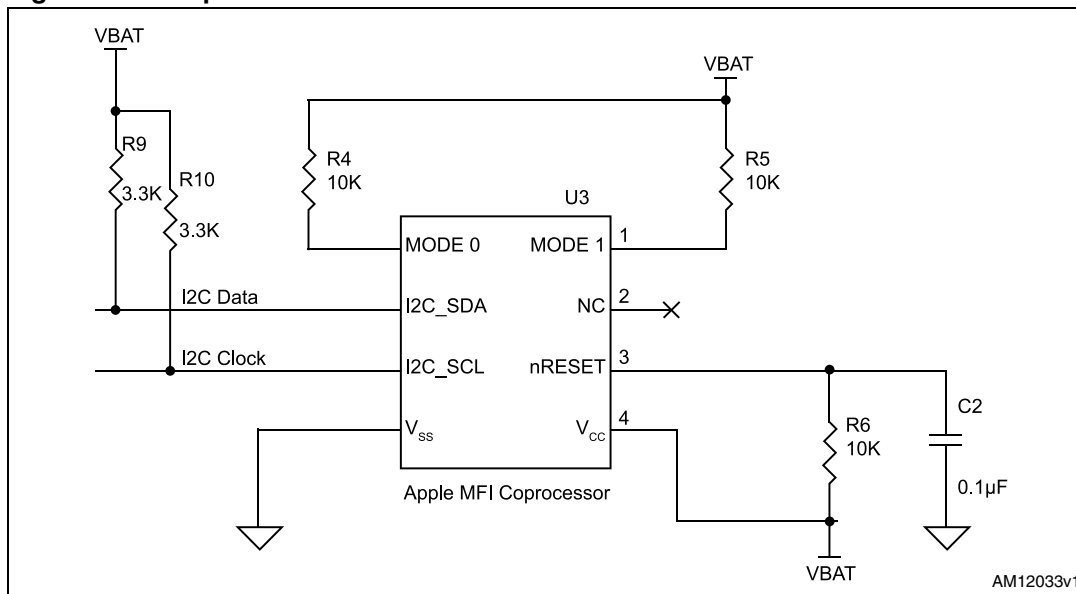 VBAT
VBAT
R9
3.3K
R10
3.3K
R4
10K
R5
10K
U3
MODE 0
MODE 1
1
I2C Data
I2C_SDA
NC
2
I2C Clock
I2C_SCL
nRESET
3
VSS
VCC
4
R6
10K
C2
0.1µF
Apple MFI Coprocessor
VBAT
AM12033v1